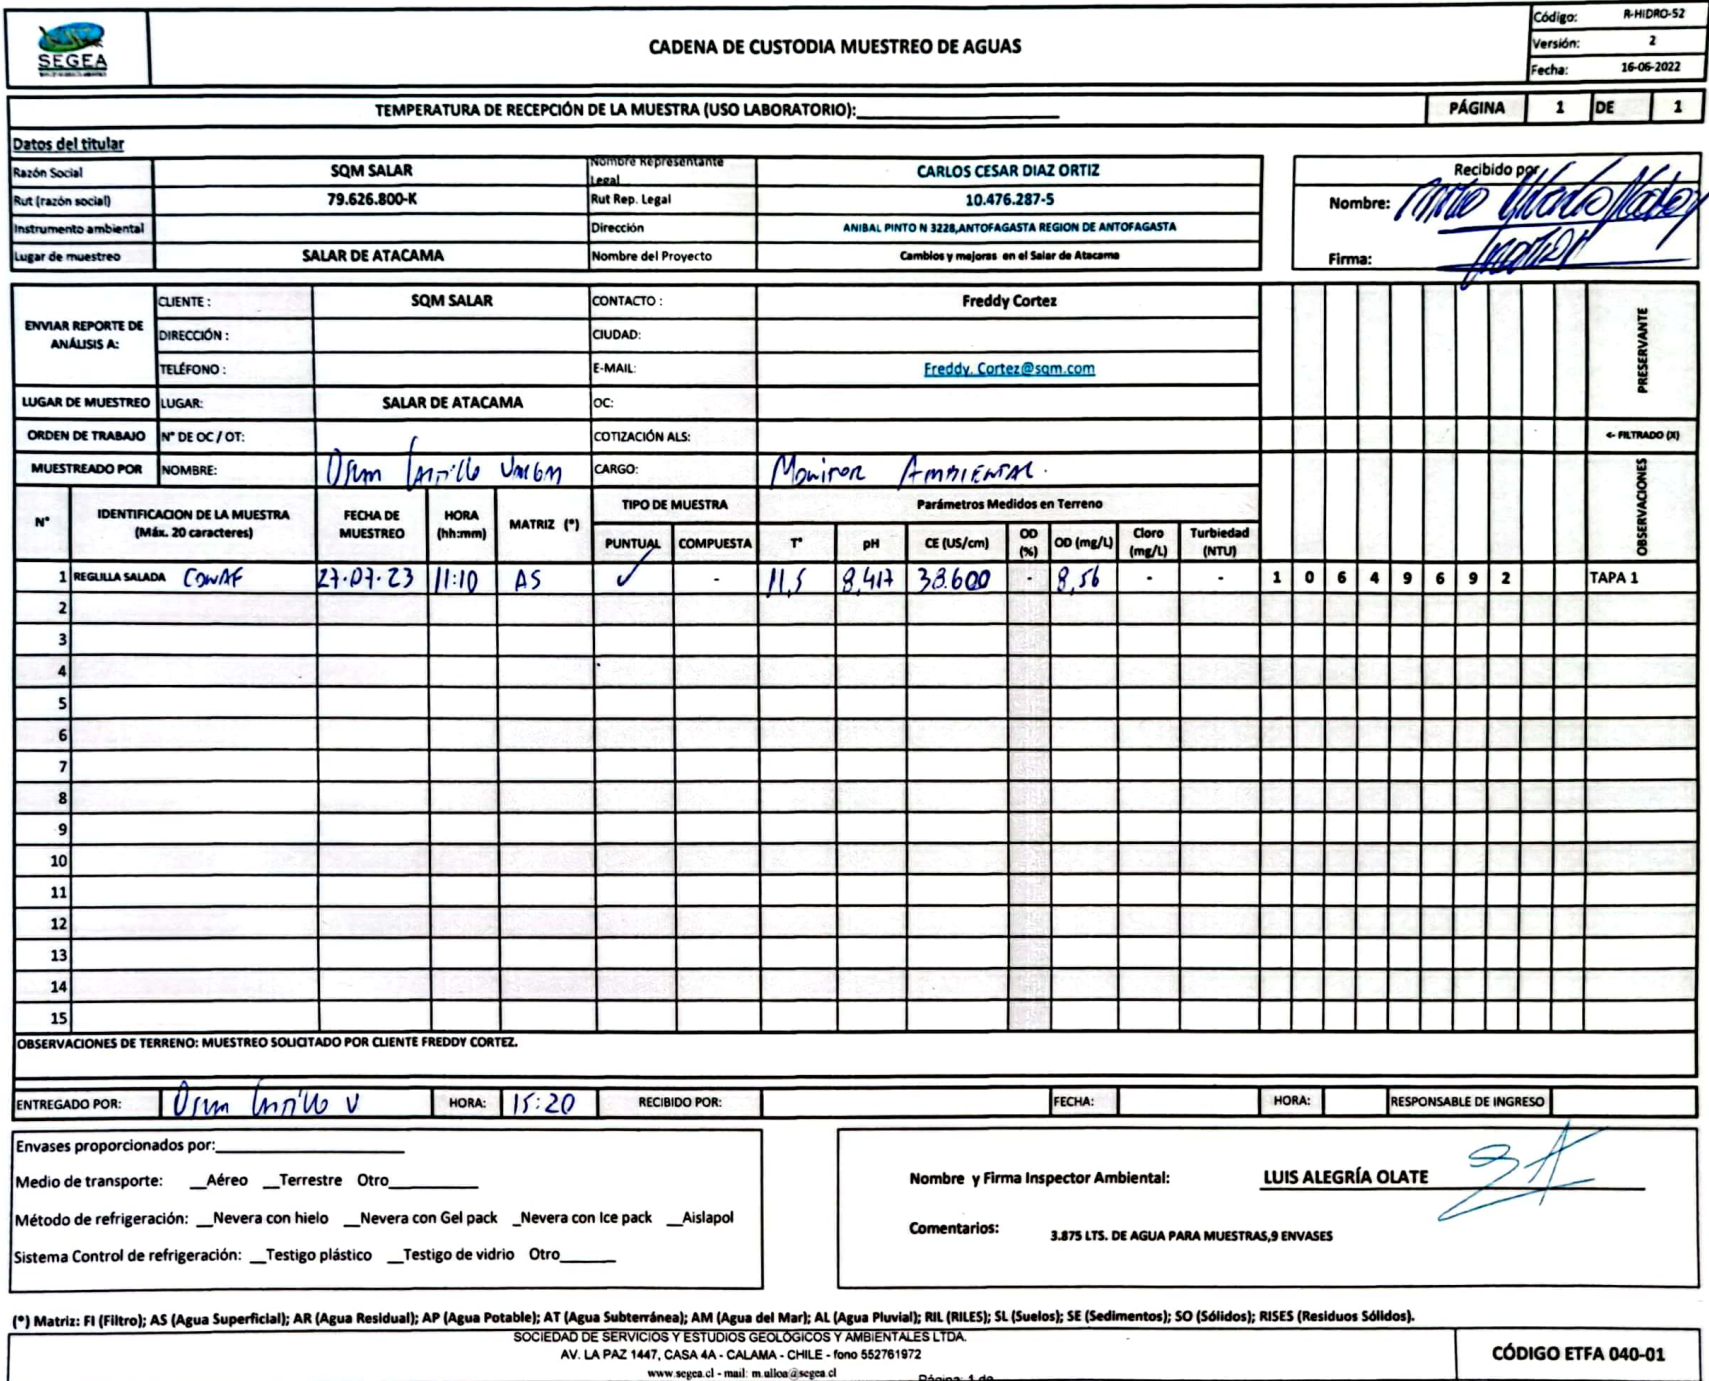 SEGEA
CADENA DE CUSTODIA MUESTREO DE AGUAS
Código: R-HIDRO-52
Versión: 2
Fecha: 16-06-2022
TEMPERATURA DE RECEPCIÓN DE LA MUESTRA (USO LABORATORIO):
PÁGINA 1 DE 1
Datos del titular
Razón Social SQM SALAR Nombre Representante Legal CARLOS CESAR DIAZ ORTIZ
Rut (razón social) 79.626.800-K Rut Rep. Legal 10.476.287-5
Instrumento ambiental Dirección ANIBAL PINTO N 3228,ANTOFAGASTA REGION DE ANTOFAGASTA
Lugar de muestreo SALAR DE ATACAMA Nombre del Proyecto Cambios y mejoras en el Salar de Atacama
Recibido por
Nombre:
Firma:
ENVIAR REPORTE DE ANÁLISIS A:
CLIENTE : SQM SALAR CONTACTO : Freddy Cortez
DIRECCIÓN : CIUDAD:
TELÉFONO : E-MAIL: Freddy. Cortez@sqm.com
PRESERVANTE
LUGAR DE MUESTREO LUGAR: SALAR DE ATACAMA OC:
ORDEN DE TRABAJO N° DE OC / OT: COTIZACIÓN ALS: <- FILTRADO (X)
MUESTREADO POR NOMBRE: CARGO: Monitor AMBIENTAL.
OBSERVACIONES
N° IDENTIFICACION DE LA MUESTRA (Máx. 20 caracteres) FECHA DE MUESTREO HORA (hh:mm) MATRIZ (*) TIPO DE MUESTRA Parámetros Medidos en Terreno
PUNTUAL COMPUESTA T° pH CE (US/cm) OD (%) OD (mg/L) Cloro (mg/L) Turbiedad (NTU)
1 REGLILLA SALADA CONAF 27.07.23 11:10 AS ✓ - 11,5 8,417 38.600 - 8,56 - - 1 0 6 4 9 6 9 2 TAPA 1
2
3
4
5
6
7
8
9
10
11
12
13
14
15
OBSERVACIONES DE TERRENO: MUESTREO SOLICITADO POR CLIENTE FREDDY CORTEZ.
ENTREGADO POR: HORA: 15:20 RECIBIDO POR: FECHA: HORA: RESPONSABLE DE INGRESO
Envases proporcionados por:
Medio de transporte: __Aéreo __Terrestre Otro
Método de refrigeración: __Nevera con hielo __Nevera con Gel pack _Nevera con Ice pack __Aislapol
Sistema Control de refrigeración: __Testigo plástico __Testigo de vidrio Otro
Nombre y Firma Inspector Ambiental: LUIS ALEGRÍA OLATE
Comentarios: 3.875 LTS. DE AGUA PARA MUESTRAS,9 ENVASES
(*) Matriz: FI (Filtro); AS (Agua Superficial); AR (Agua Residual); AP (Agua Potable); AT (Agua Subterránea); AM (Agua del Mar); AL (Agua Pluvial); RIL (RILES); SL (Suelos); SE (Sedimentos); SO (Sólidos); RISES (Residuos Sólidos).
SOCIEDAD DE SERVICIOS Y ESTUDIOS GEOLÓGICOS Y AMBIENTALES LTDA.
AV. LA PAZ 1447, CASA 4A - CALAMA - CHILE - fono 552761972
www.segea.cl - mail: m.ulloa@segea.cl
Página: 1 de
CÓDIGO ETFA 040-01